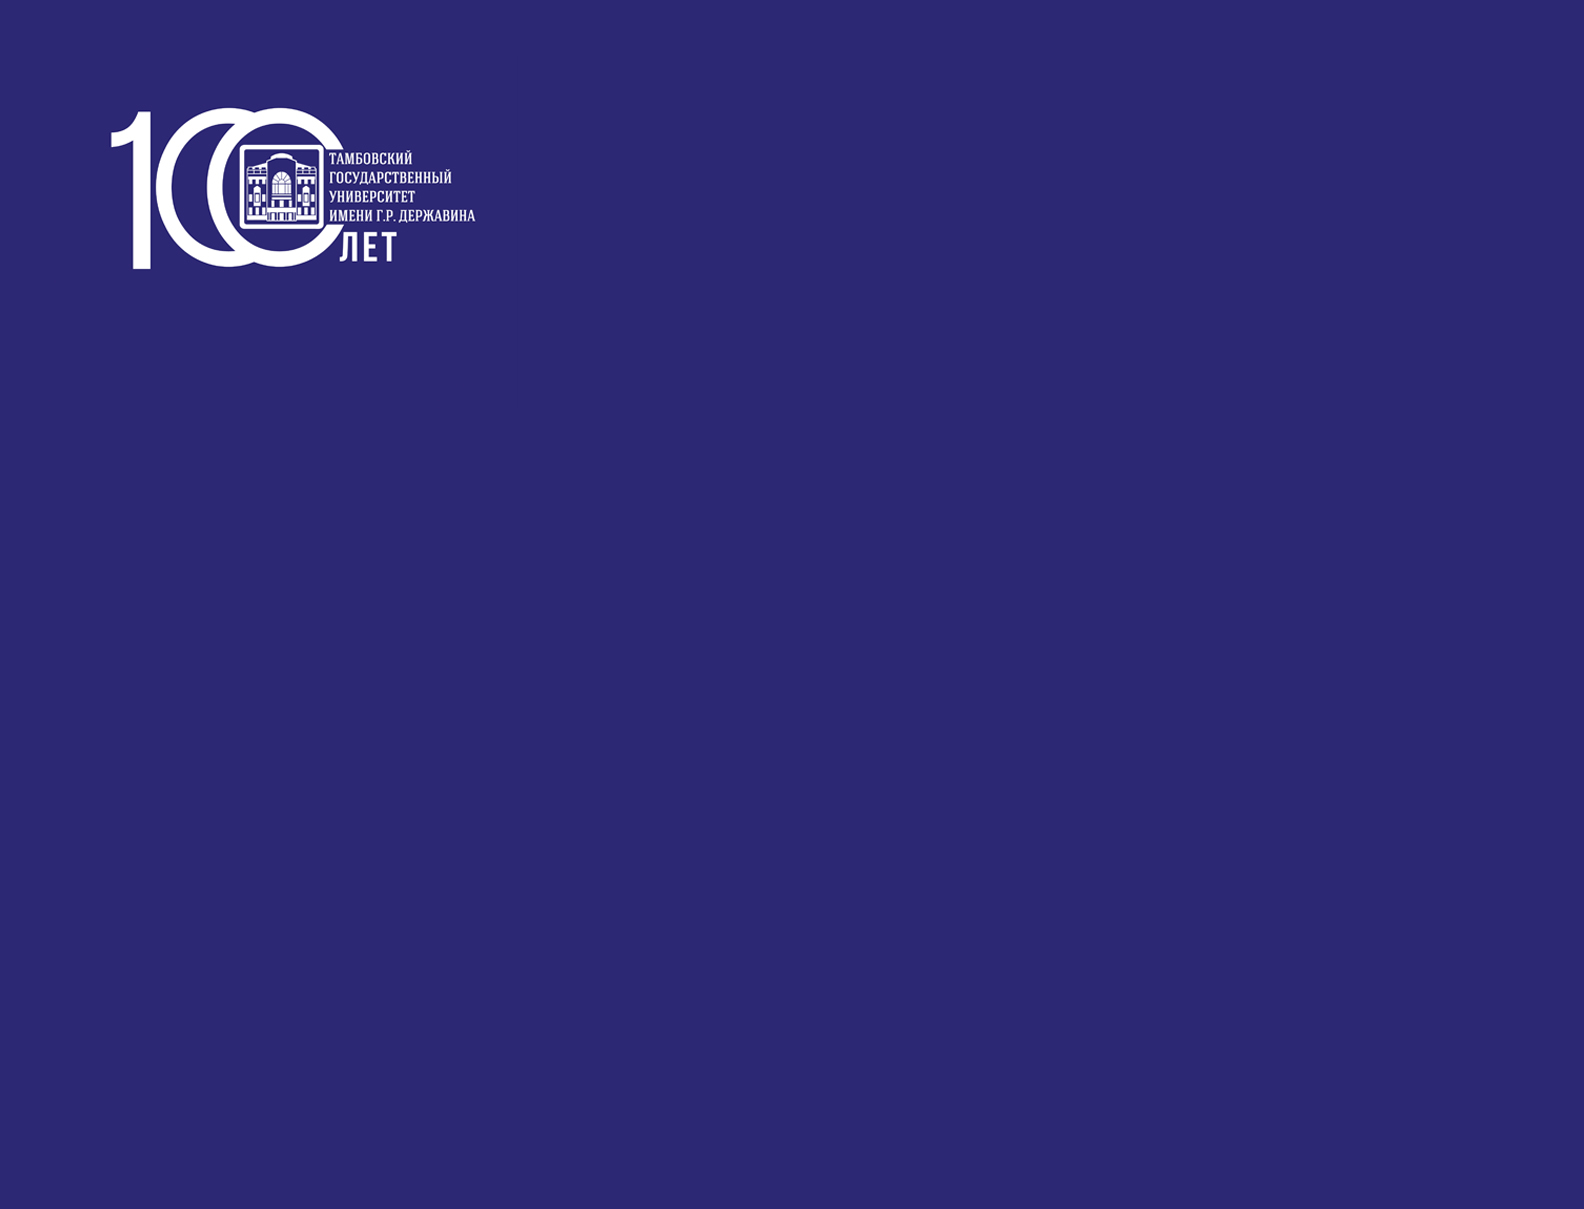 100
ТАМБОВСКИЙ
ГОСУДАРСТВЕННЫЙ
УНИВЕРСИТЕТ
ИМЕНИ Г.Р. ДЕРЖАВИНА
ЛЕТ